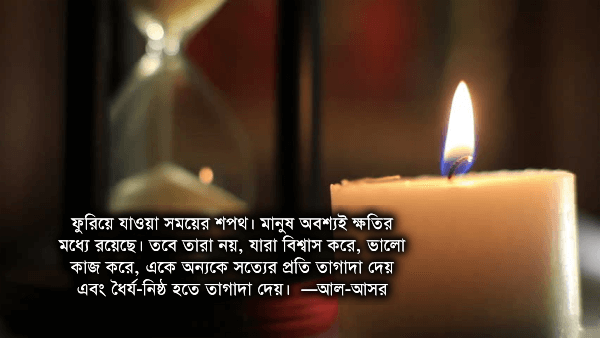 ফুরিয়ে যাওয়া সময়ের শপথ। মানুষ অবশ্যই ক্ষতির
মধ্যে রয়েছে। তবে তারা নয়, যারা বিশ্বাস করে, ভালো
কাজ করে, একে অন্যকে সত্যের প্রতি তাগাদা দেয়
এবং ধৈর্য-নিষ্ঠ হতে তাগাদা দেয়। —আল-আসর